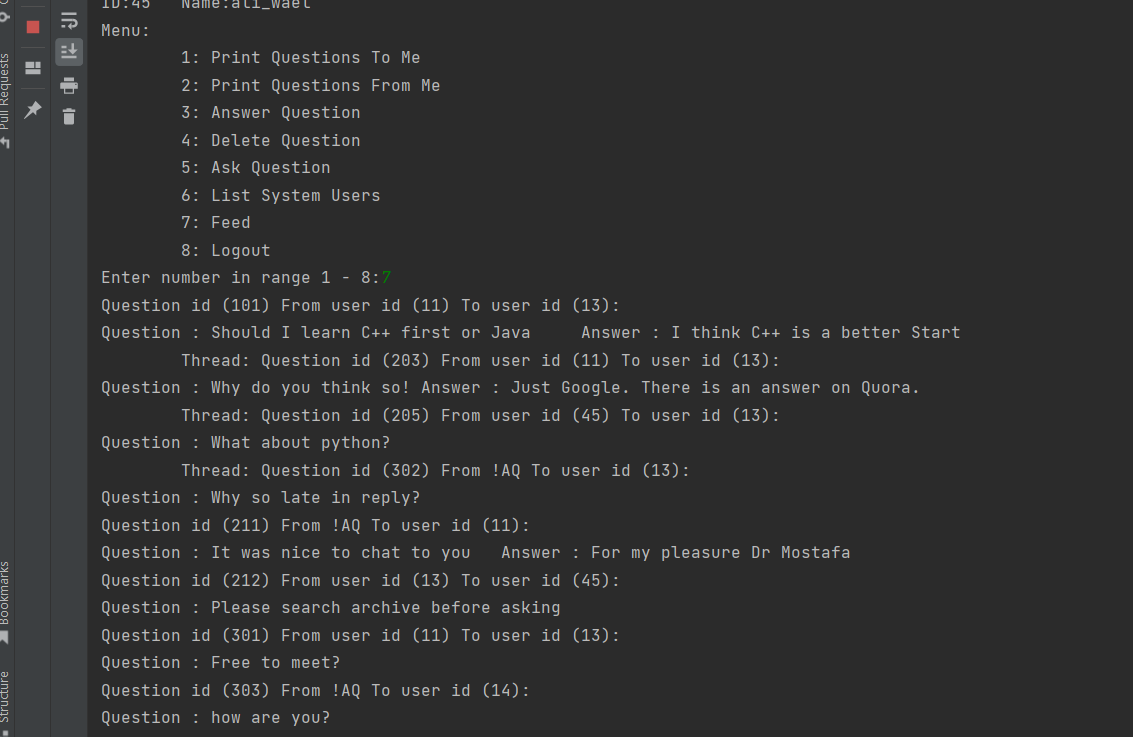 ID:45   Name:ali_wael
Menu:
        1: Print Questions To Me
        2: Print Questions From Me
        3: Answer Question
        4: Delete Question
        5: Ask Question
        6: List System Users
        7: Feed
        8: Logout
Enter number in range 1 - 8:7
Question id (101) From user id (11) To user id (13):
Question : Should I learn C++ first or Java     Answer : I think C++ is a better Start
        Thread: Question id (203) From user id (11) To user id (13):
Question : Why do you think so! Answer : Just Google. There is an answer on Quora.
        Thread: Question id (205) From user id (45) To user id (13):
Question : What about python?
        Thread: Question id (302) From !AQ To user id (13):
Question : Why so late in reply?
Question id (211) From !AQ To user id (11):
Question : It was nice to chat to you   Answer : For my pleasure Dr Mostafa
Question id (212) From user id (13) To user id (45):
Question : Please search archive before asking
Question id (301) From user id (11) To user id (13):
Question : Free to meet?
Question id (303) From !AQ To user id (14):
Question : how are you?
Pull Requests
Bookmarks
Structure